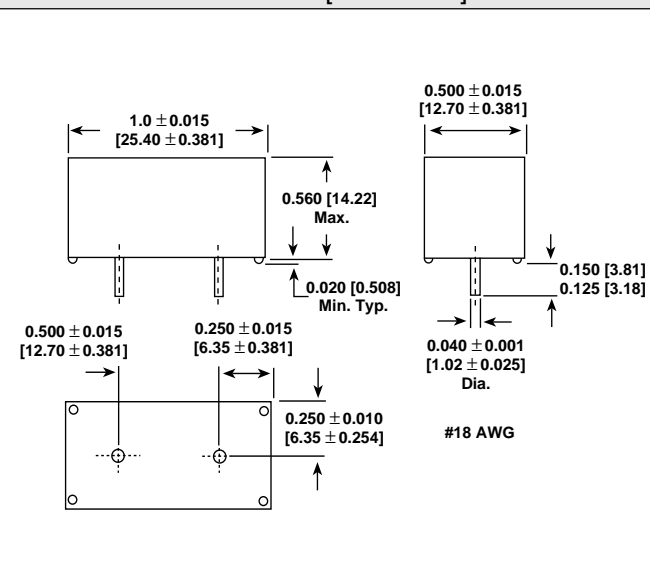 1.0 ± 0.015
[25.40 ± 0.381]
0.500 ± 0.015
[12.70 ± 0.381]
0.560 [14.22]
Max.
0.020 [0.508]
Min. Typ.
0.150 [3.81]
0.125 [3.18]
0.500 ± 0.015
[12.70 ± 0.381]
0.250 ± 0.015
[6.35 ± 0.381]
0.040 ± 0.001
[1.02 ± 0.025]
Dia.
0.250 ± 0.010
[6.35 ± 0.254]
#18 AWG